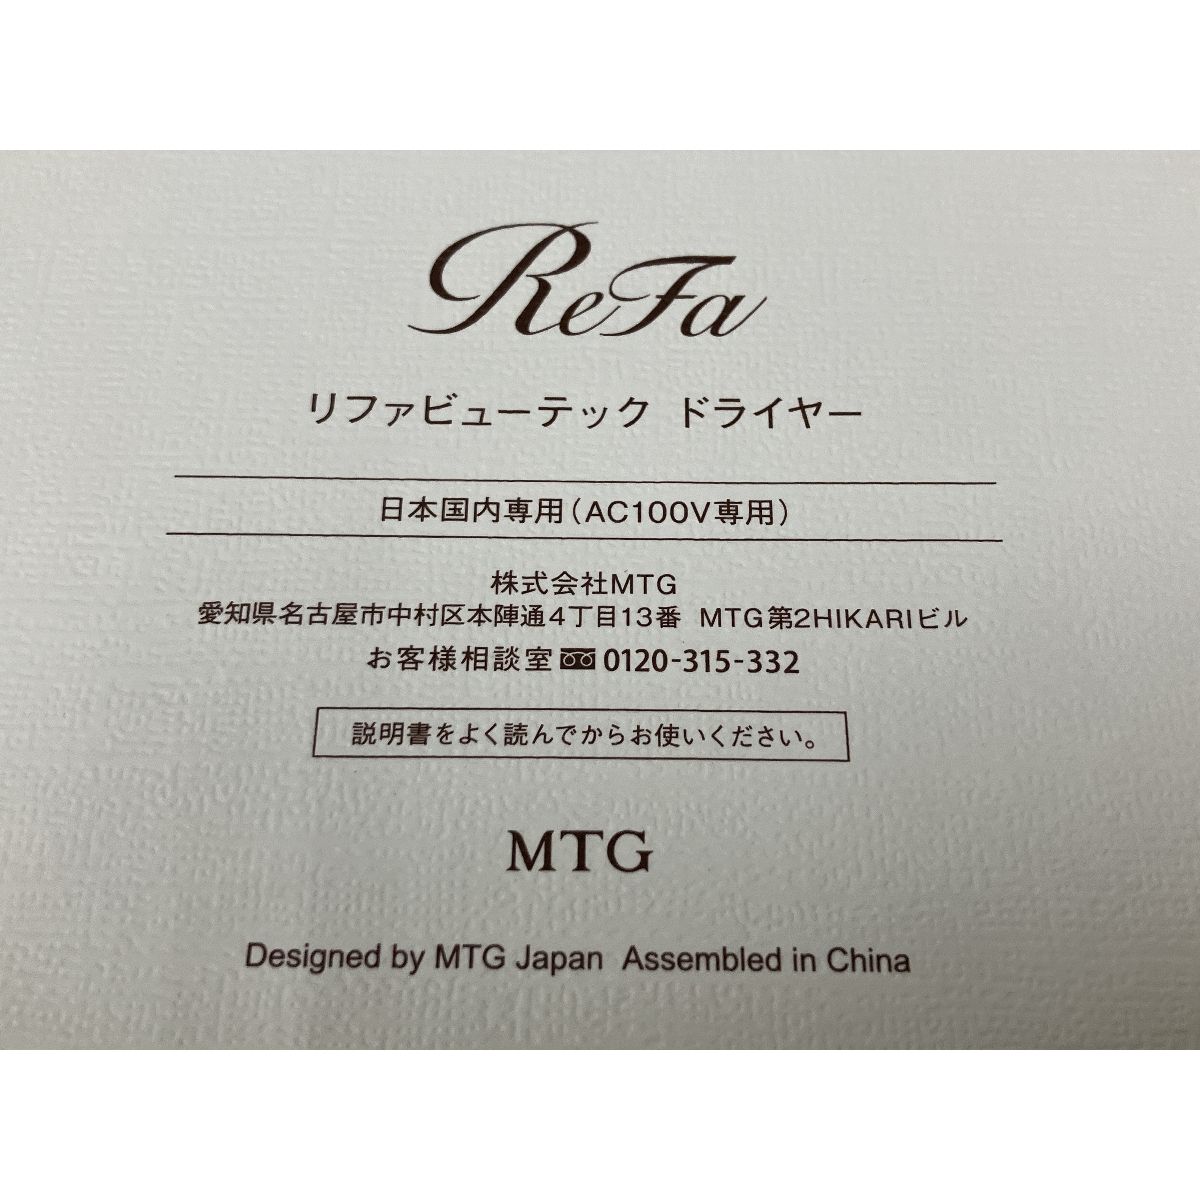 ReFa
リファビューテック ドライヤー
日本国内専用(AC100V専用)
株式会社MTG
愛知県名古屋市中村区本陣通4丁目13番 MTG第2HIKARIビル
お客様相談室 0120-315-332
説明書をよく読んでからお使いください。
MTG
Designed by MTG Japan Assembled in China